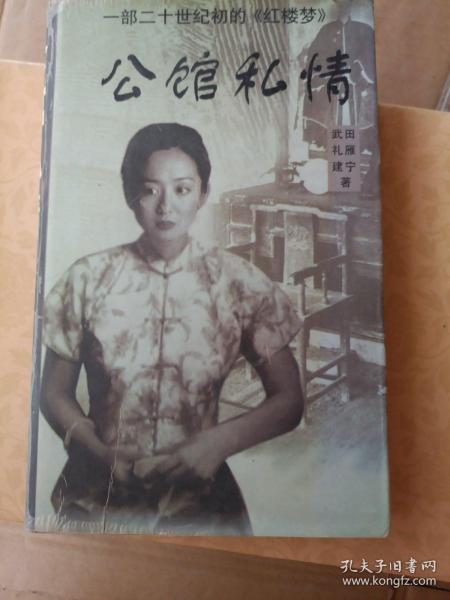 一部二十世纪初的《红楼梦》
公馆私情
田雁宁
武礼建
著
孔夫子旧书网
www.kongfz.com